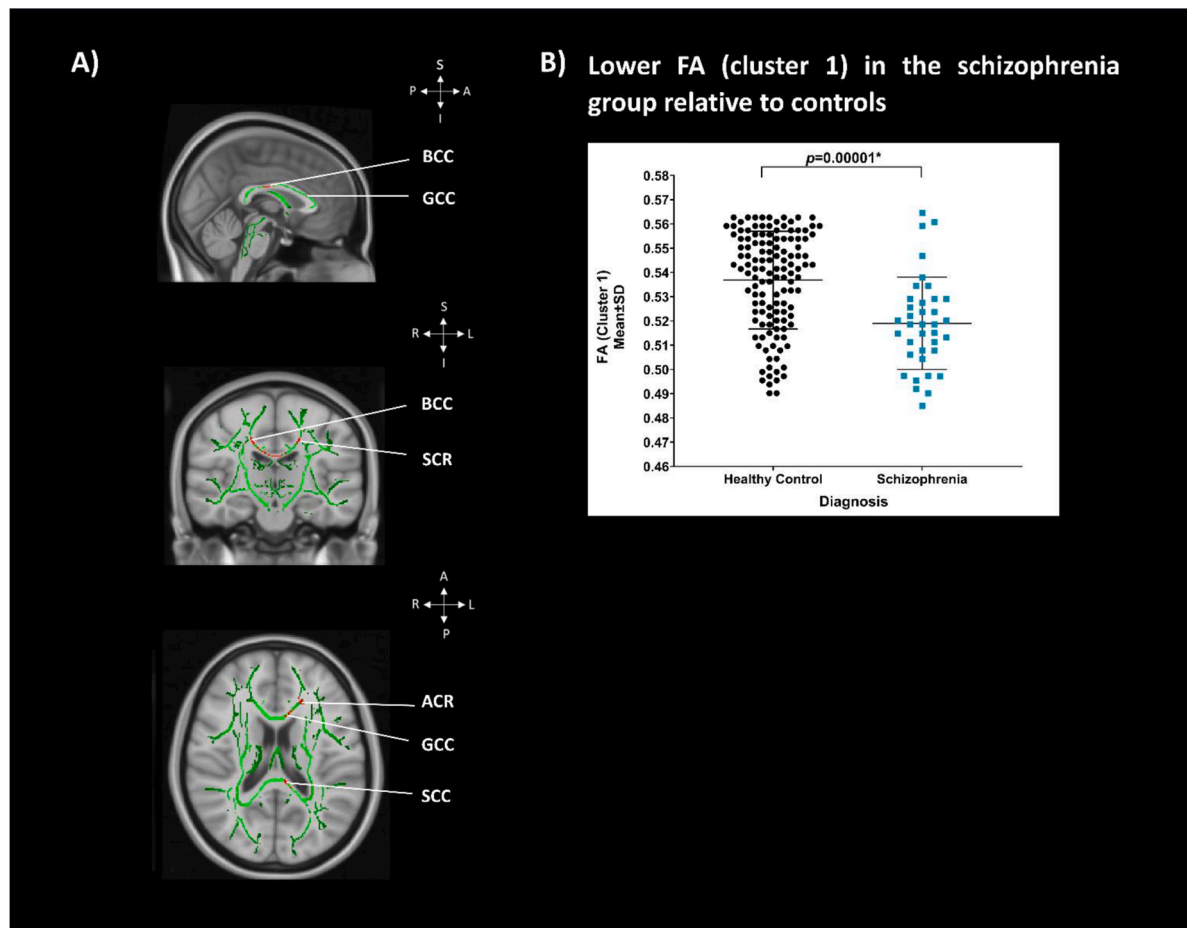 A)
S
P A
I
BCC
GCC
S
R L
I
BCC
SCR
A
R L
P
ACR
GCC
SCC
B) Lower FA (cluster 1) in the schizophrenia
group relative to controls
p=0.00001*
0.58
0.57
0.56
0.55
0.54
0.53
0.52
0.51
0.50
0.49
0.48
0.47
0.46
FA (Cluster 1)
Mean±SD
Healthy Control Schizophrenia
Diagnosis